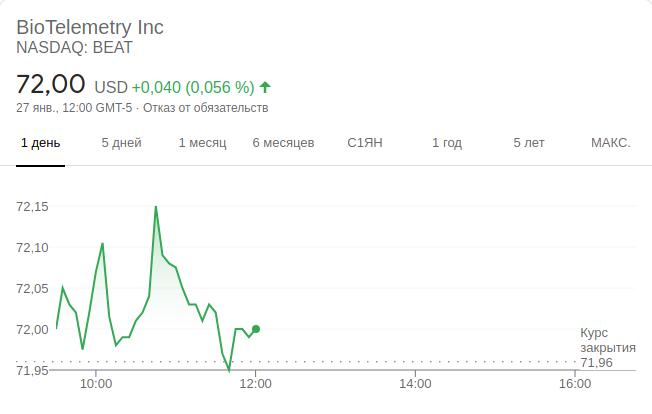 BioTelemetry Inc
NASDAQ: BEAT
72,00 USD +0,040 (0,056 %)
27 янв., 12:00 GMT-5 · Отказ от обязательств
1 день 5 дней 1 месяц 6 месяцев С1ЯН 1 год 5 лет МАКС.
72,15
72,10
72,05
72,00
71,95
Курс
закрытия
71,96
10:00 12:00 14:00 16:00